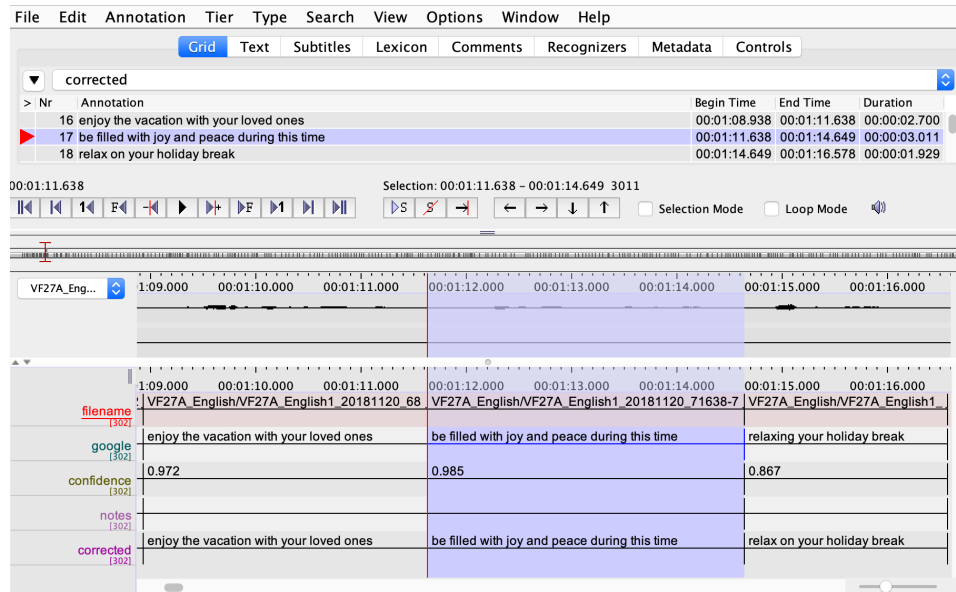 File Edit Annotation Tier Type Search View Options Window Help
Grid Text Subtitles Lexicon Comments Recognizers Metadata Controls
corrected
> Nr Annotation Begin Time End Time Duration
16 enjoy the vacation with your loved ones 00:01:08.938 00:01:11.638 00:00:02.700
17 be filled with joy and peace during this time 00:01:11.638 00:01:14.649 00:00:03.011
18 relax on your holiday break 00:01:14.649 00:01:16.578 00:00:01.929
00:01:11.638 Selection: 00:01:11.638 – 00:01:14.649 3011
1 F + F 1 S S Selection Mode Loop Mode
VF27A_Eng... 1:09.000 00:01:10.000 00:01:11.000 00:01:12.000 00:01:13.000 00:01:14.000 00:01:15.000 00:01:16.000
1:09.000 00:01:10.000 00:01:11.000 00:01:12.000 00:01:13.000 00:01:14.000 00:01:15.000 00:01:16.000
filename VF27A_English/VF27A_English1_20181120_68 VF27A_English/VF27A_English1_20181120_71638-7 VF27A_English/VF27A_English1_
[302]
google enjoy the vacation with your loved ones be filled with joy and peace during this time relaxing your holiday break
[302]
confidence 0.972 0.985 0.867
[302]
notes
[302]
corrected enjoy the vacation with your loved ones be filled with joy and peace during this time relax on your holiday break
[302]